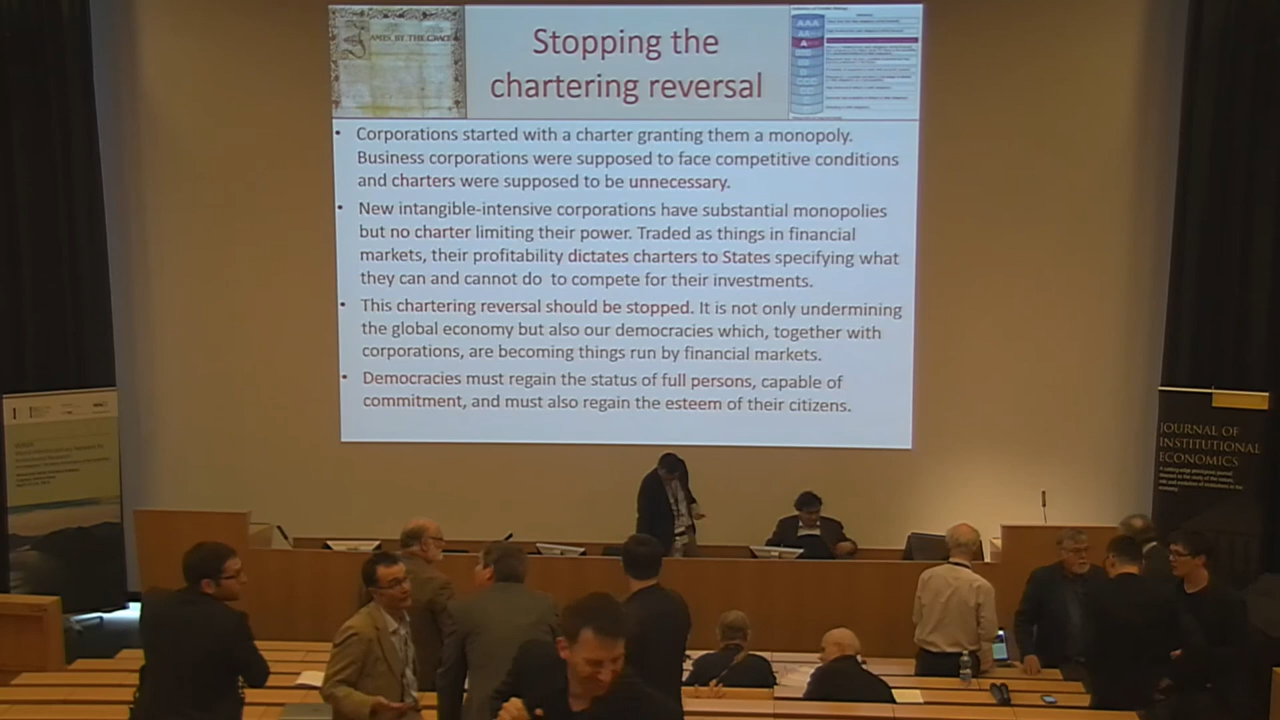 AMES, BY THE GRACE
Stopping the
chartering reversal
AAA
AA
A
CCC
CC
• Corporations started with a charter granting them a monopoly.
Business corporations were supposed to face competitive conditions
and charters were supposed to be unnecessary.
• New intangible-intensive corporations have substantial monopolies
but no charter limiting their power. Traded as things in financial
markets, their profitability dictates charters to States specifying what
they can and cannot do to compete for their investments.
• This chartering reversal should be stopped. It is not only undermining
the global economy but also our democracies which, together with
corporations, are becoming things run by financial markets.
• Democracies must regain the status of full persons, capable of
commitment, and must also regain the esteem of their citizens.
JOURNAL OF
INSTITUTIONAL
ECONOMICS